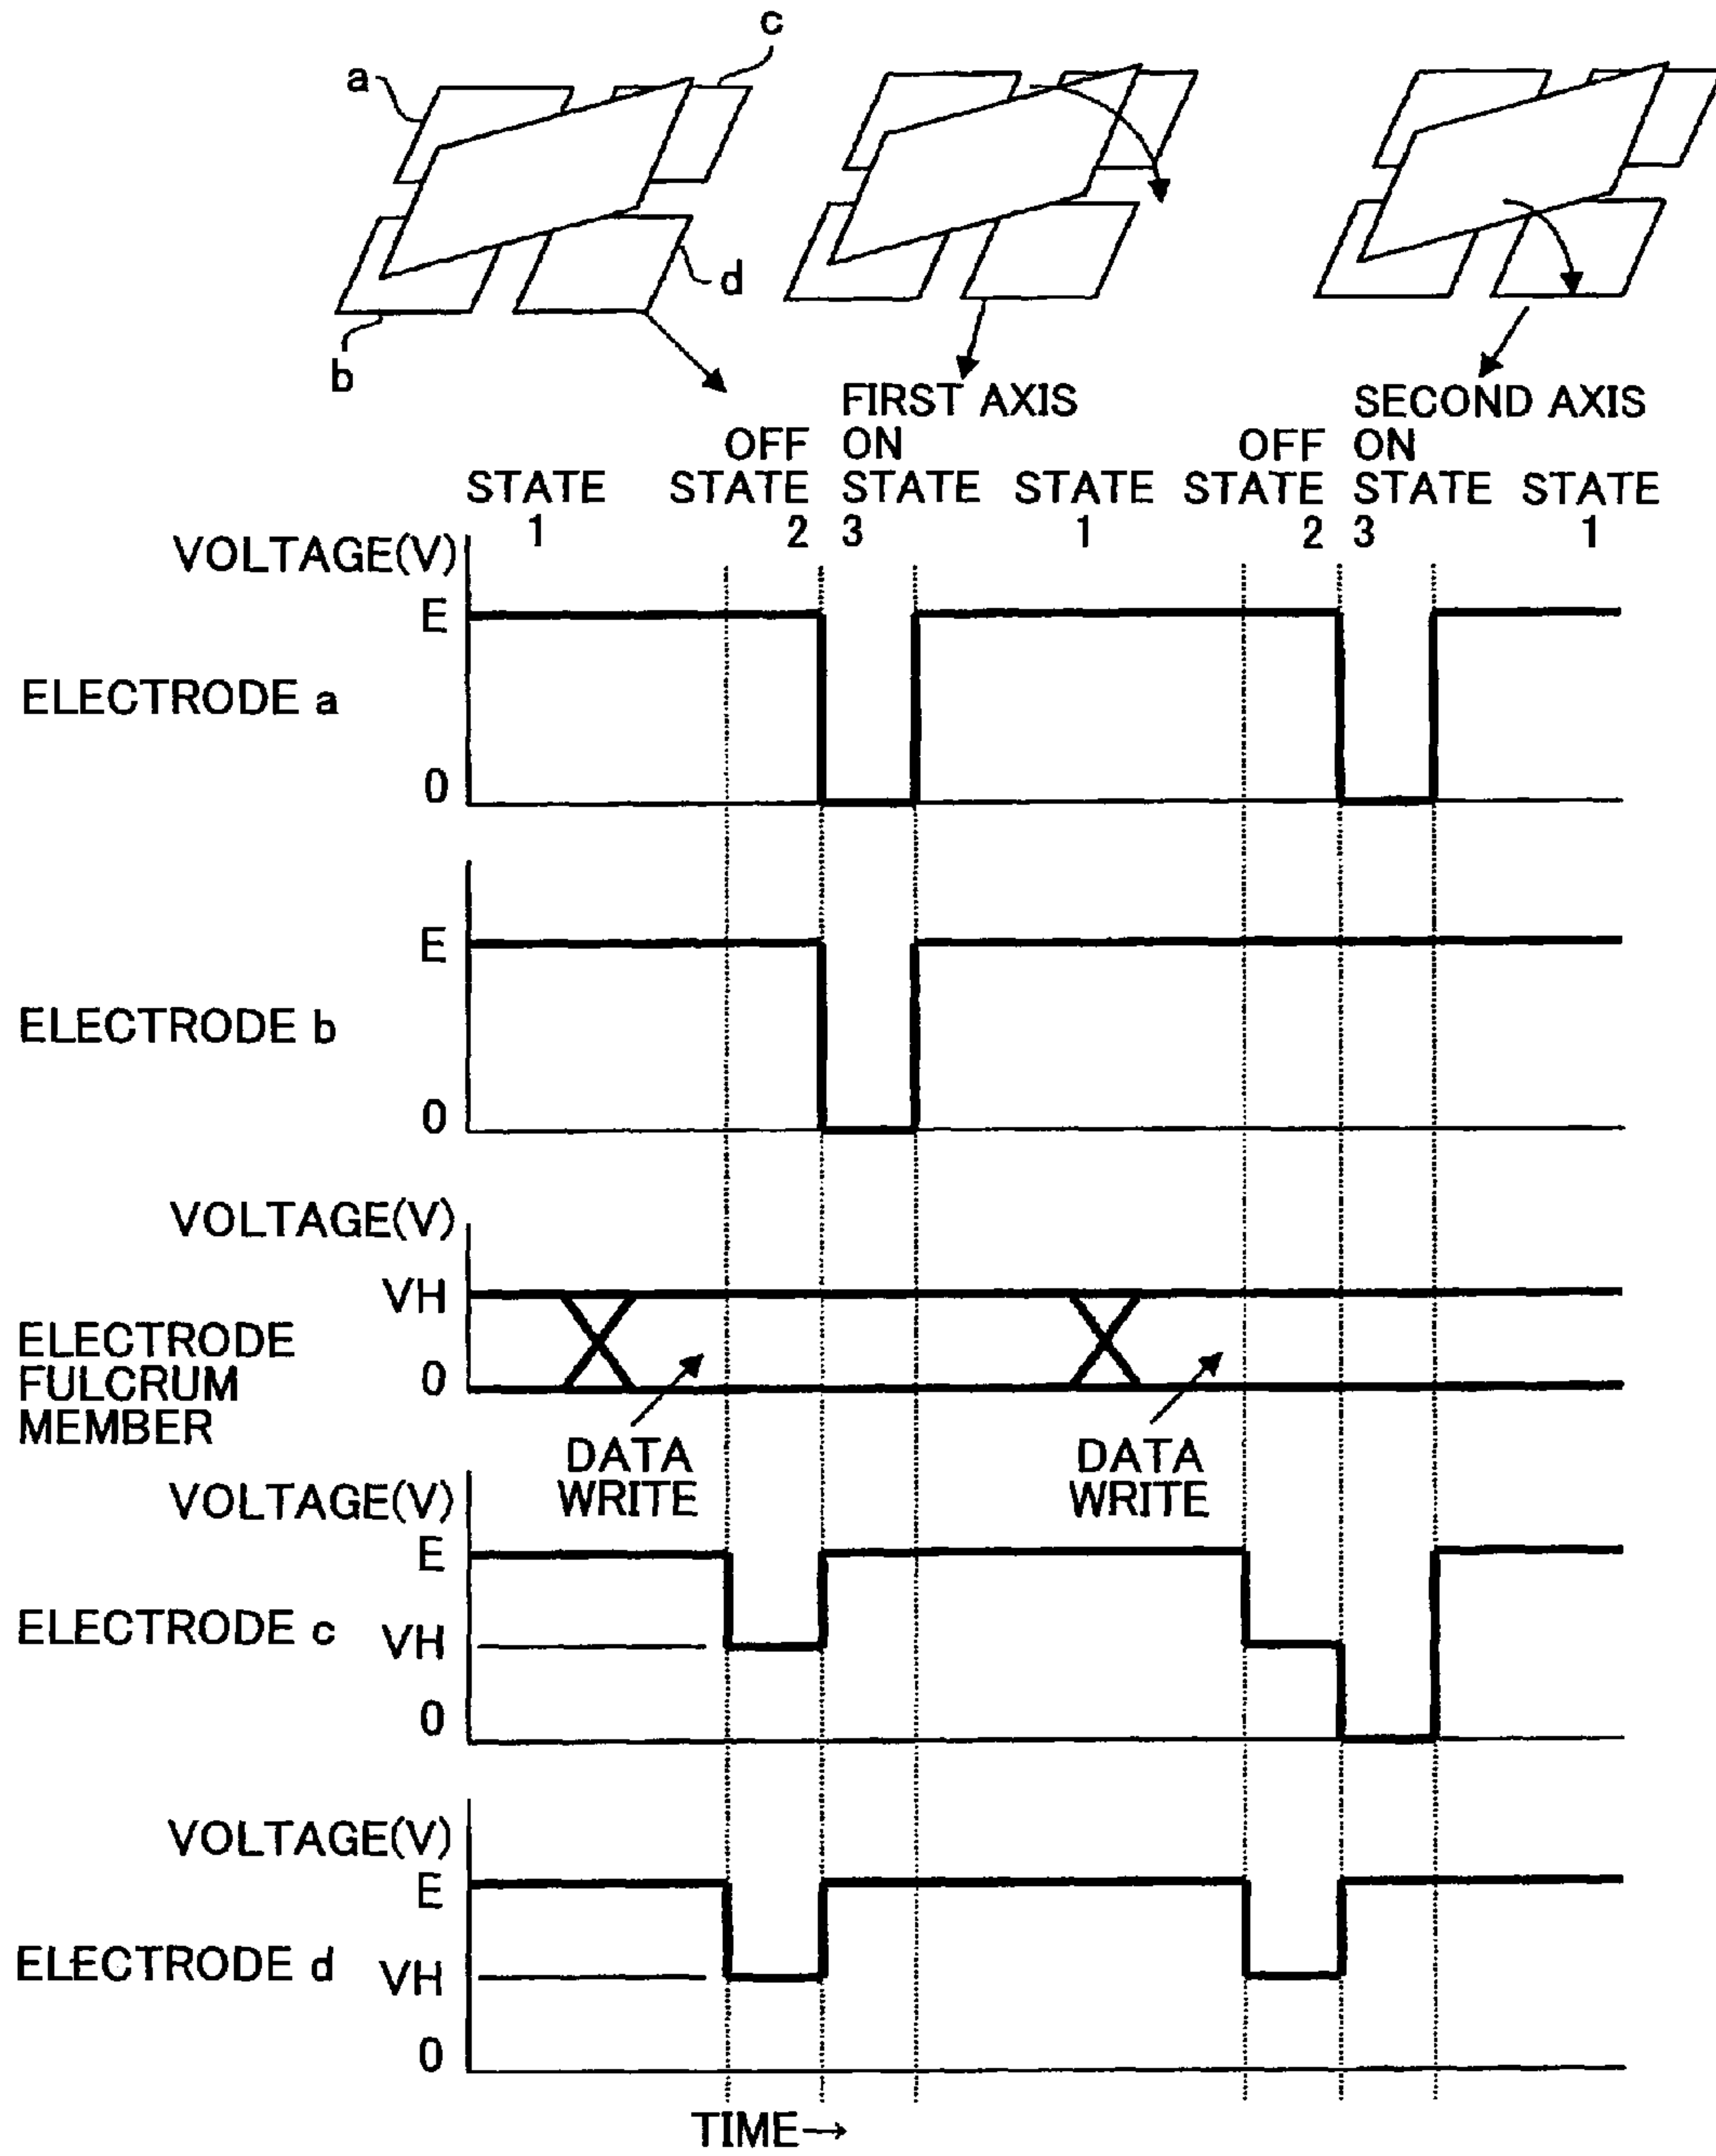 c
a
d
b
FIRST AXIS
SECOND AXIS
OFF ON
OFF ON
STATE STATE STATE STATE STATE STATE STATE
1 2 3 1 2 3 1
VOLTAGE(V)
E
ELECTRODE a
0
E
ELECTRODE b
0
VOLTAGE(V)
VH
ELECTRODE
FULCRUM
MEMBER
0
DATA
WRITE
DATA
WRITE
VOLTAGE(V)
E
ELECTRODE c
VH
0
VOLTAGE(V)
E
ELECTRODE d
VH
0
TIME→